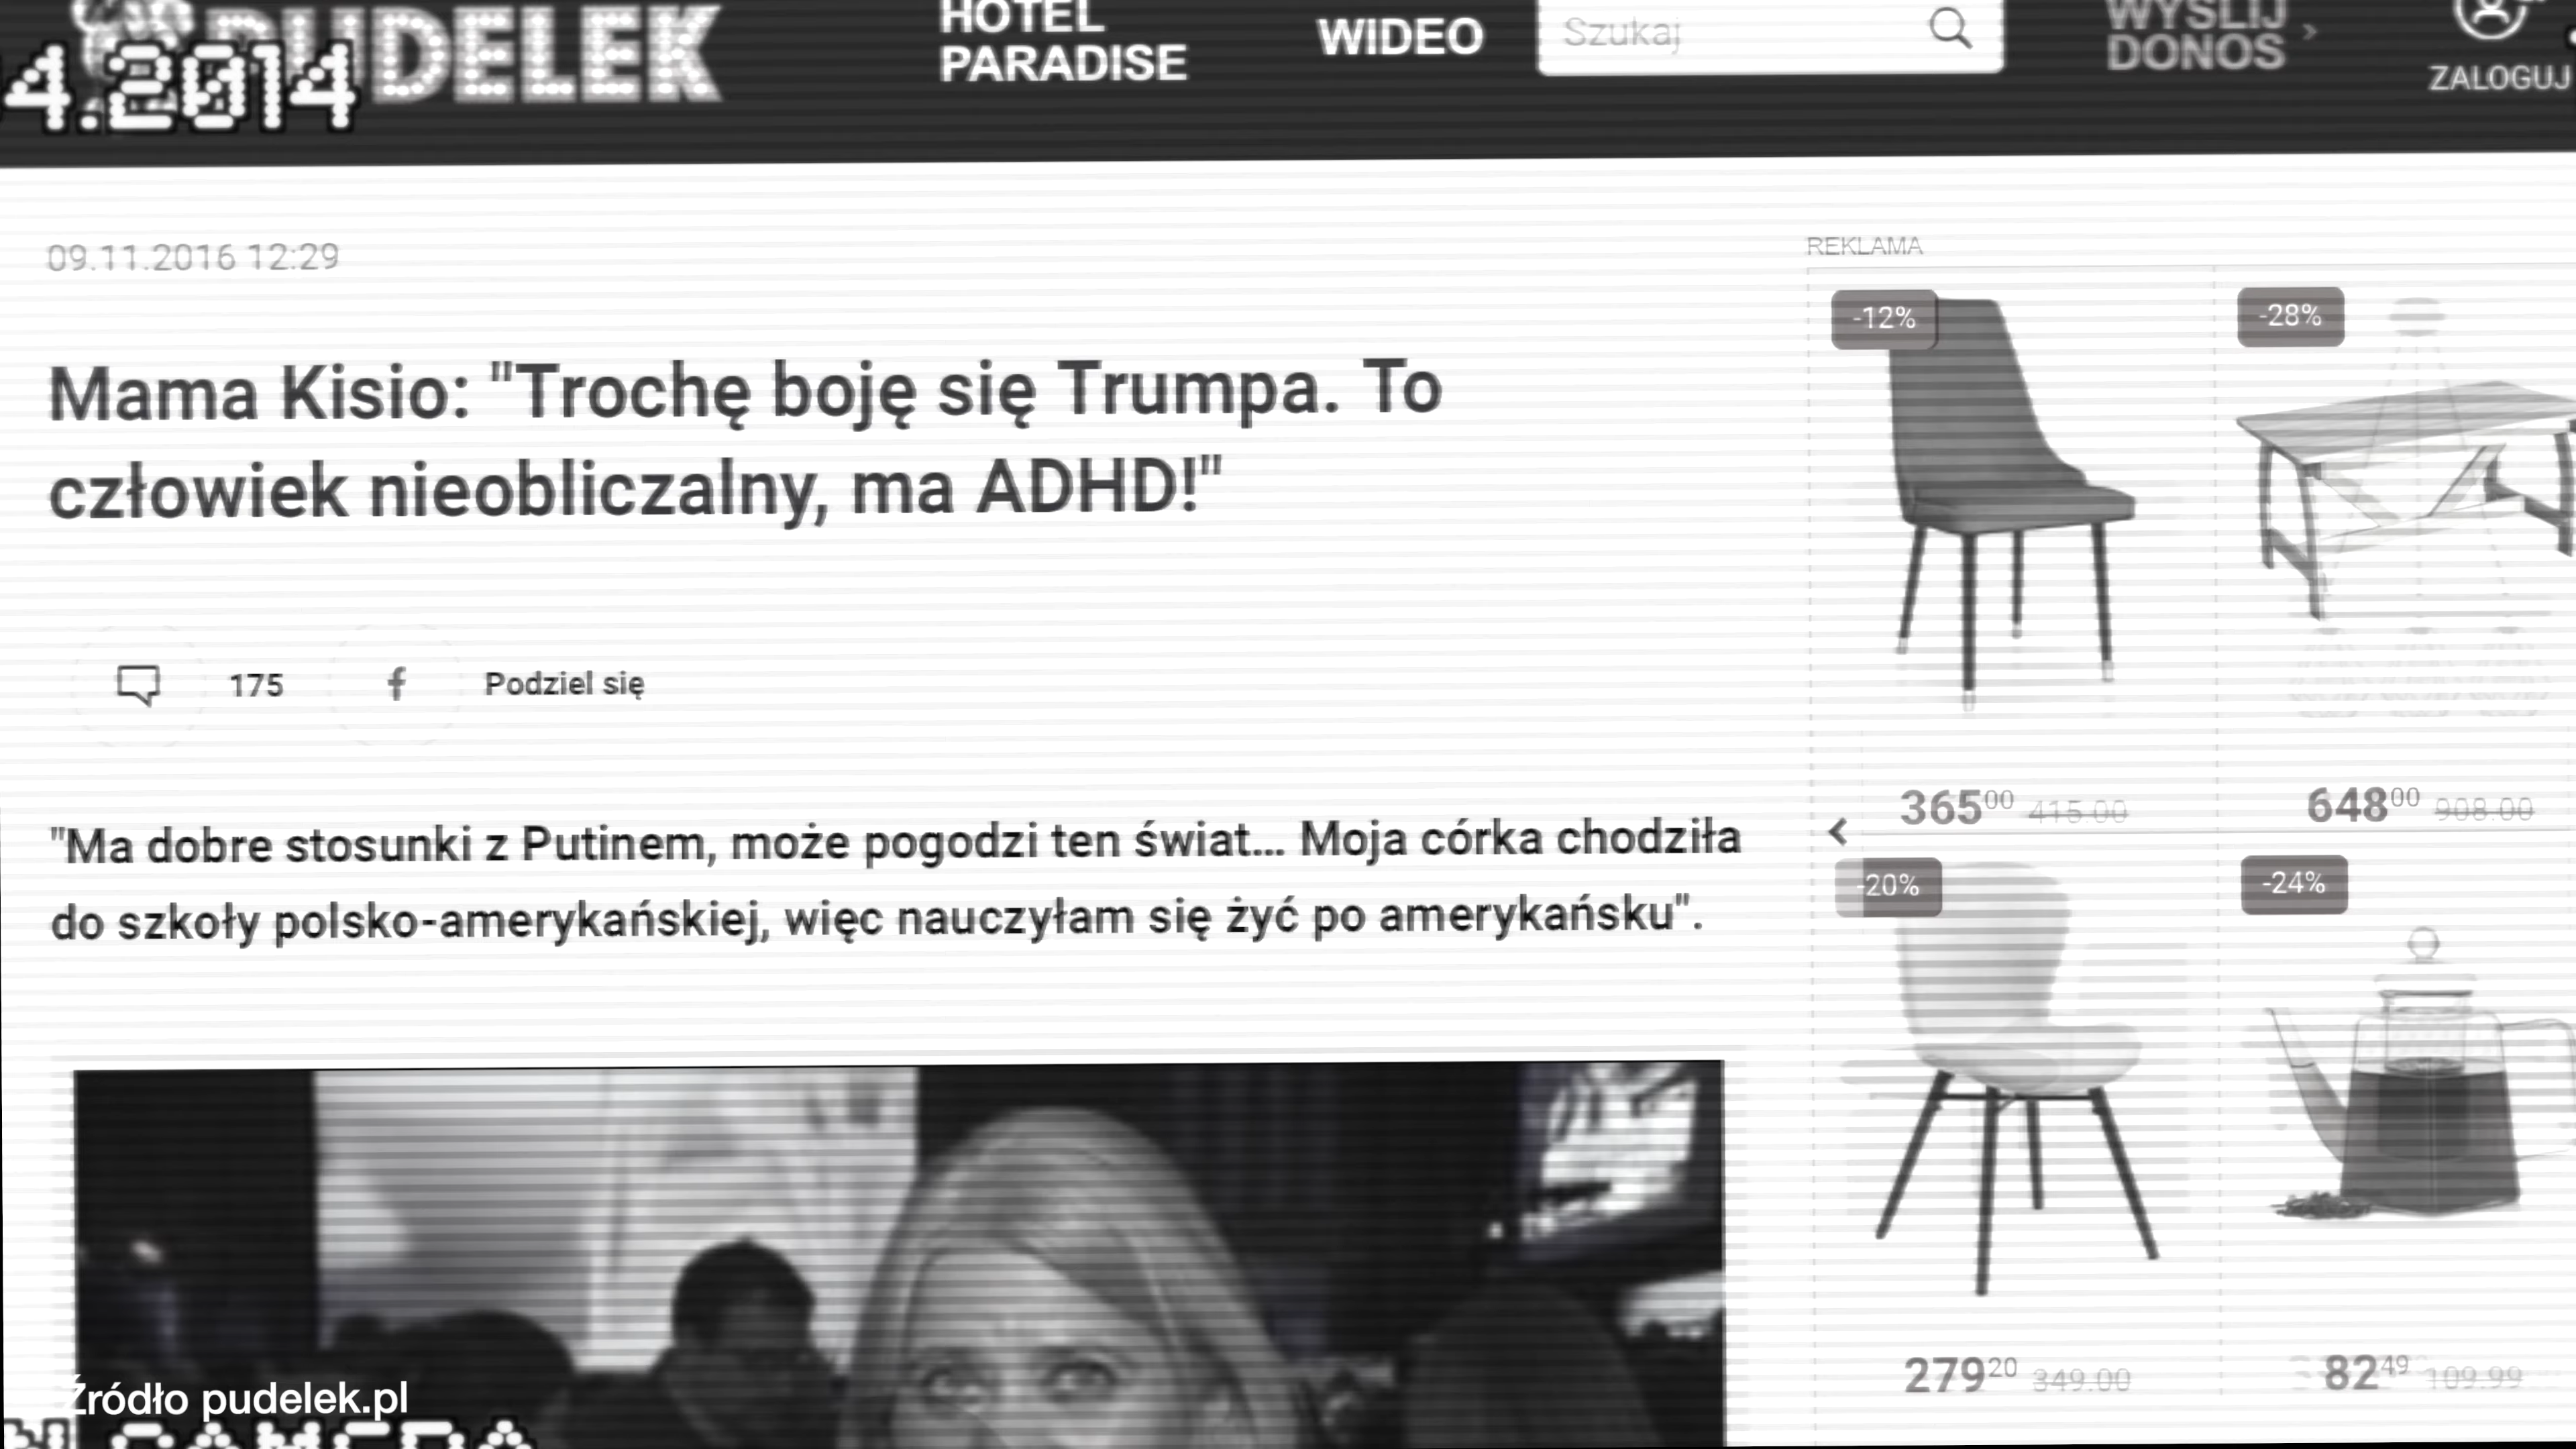 PUDELEK
4.2014
HOTEL
PARADISE
WIDEO
Szukaj
WYŚLIJ
DONOS
ZALOGUJ
09.11.2016 12:29
Mama Kisio: "Trochę boję się Trumpa. To
człowiek nieobliczalny, ma ADHD!"
175
Podziel się
"Ma dobre stosunki z Putinem, może pogodzi ten świat... Moja córka chodziła
do szkoły polsko-amerykańskiej, więc nauczyłam się żyć po amerykańsku".
REKLAMA
-12%
-28%
36500 415.00
64800 908.00
-20%
-24%
27920 349.00
8249 109.99
Źródło pudelek.pl